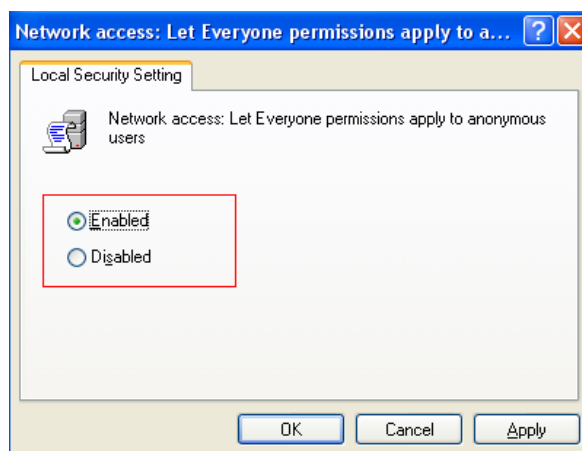 Network access: Let Everyone permissions apply to a...
Local Security Setting
Network access: Let Everyone permissions apply to anonymous
users
Enabled
Disabled
OK
Cancel
Apply